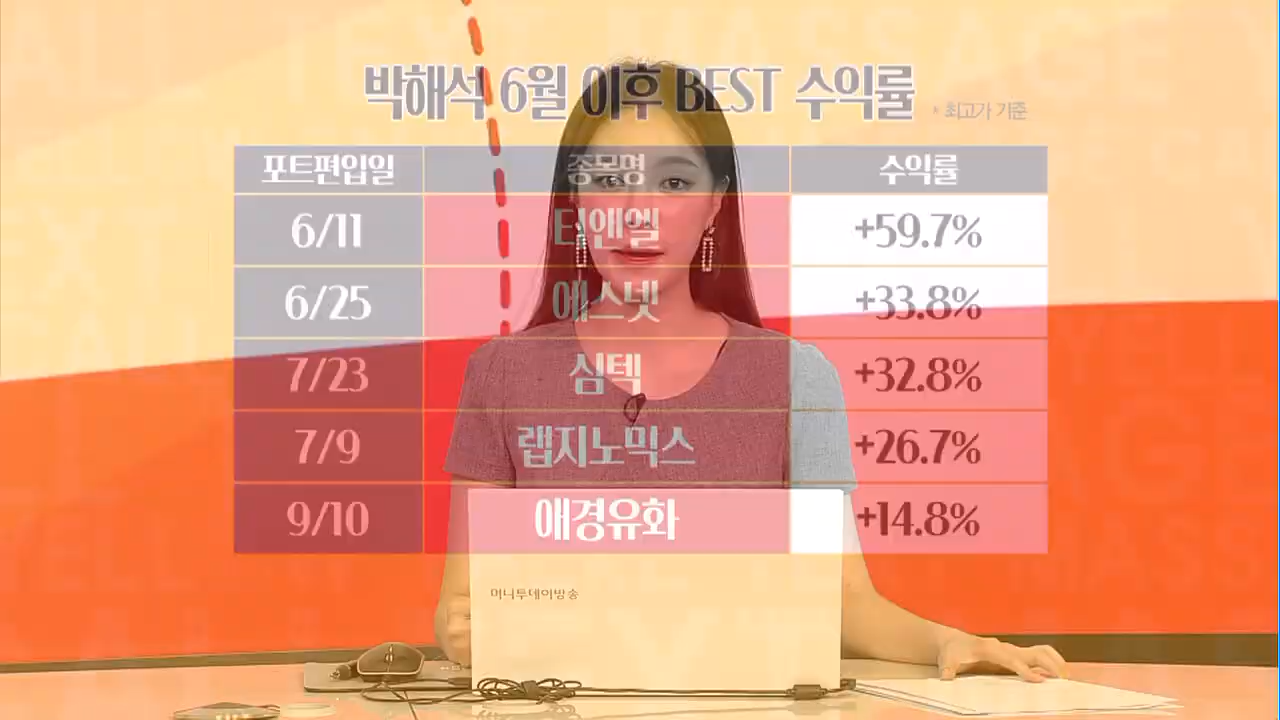 박해석 6월 이후 BEST 수익률
* 최고가 기준
포트편입일 종목명 수익률
6/11 티앤엘 +59.7%
6/25 에스넷 +33.8%
7/23 심텍 +32.8%
7/9 랩지노믹스 +26.7%
9/10 애경유화 +14.8%
머니투데이방송